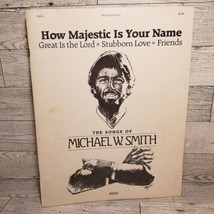 How Majestic Is Your Name
Great Is the Lord • Stubborn Love • Friends
THE SONGS OF
MICHAEL W. SMITH